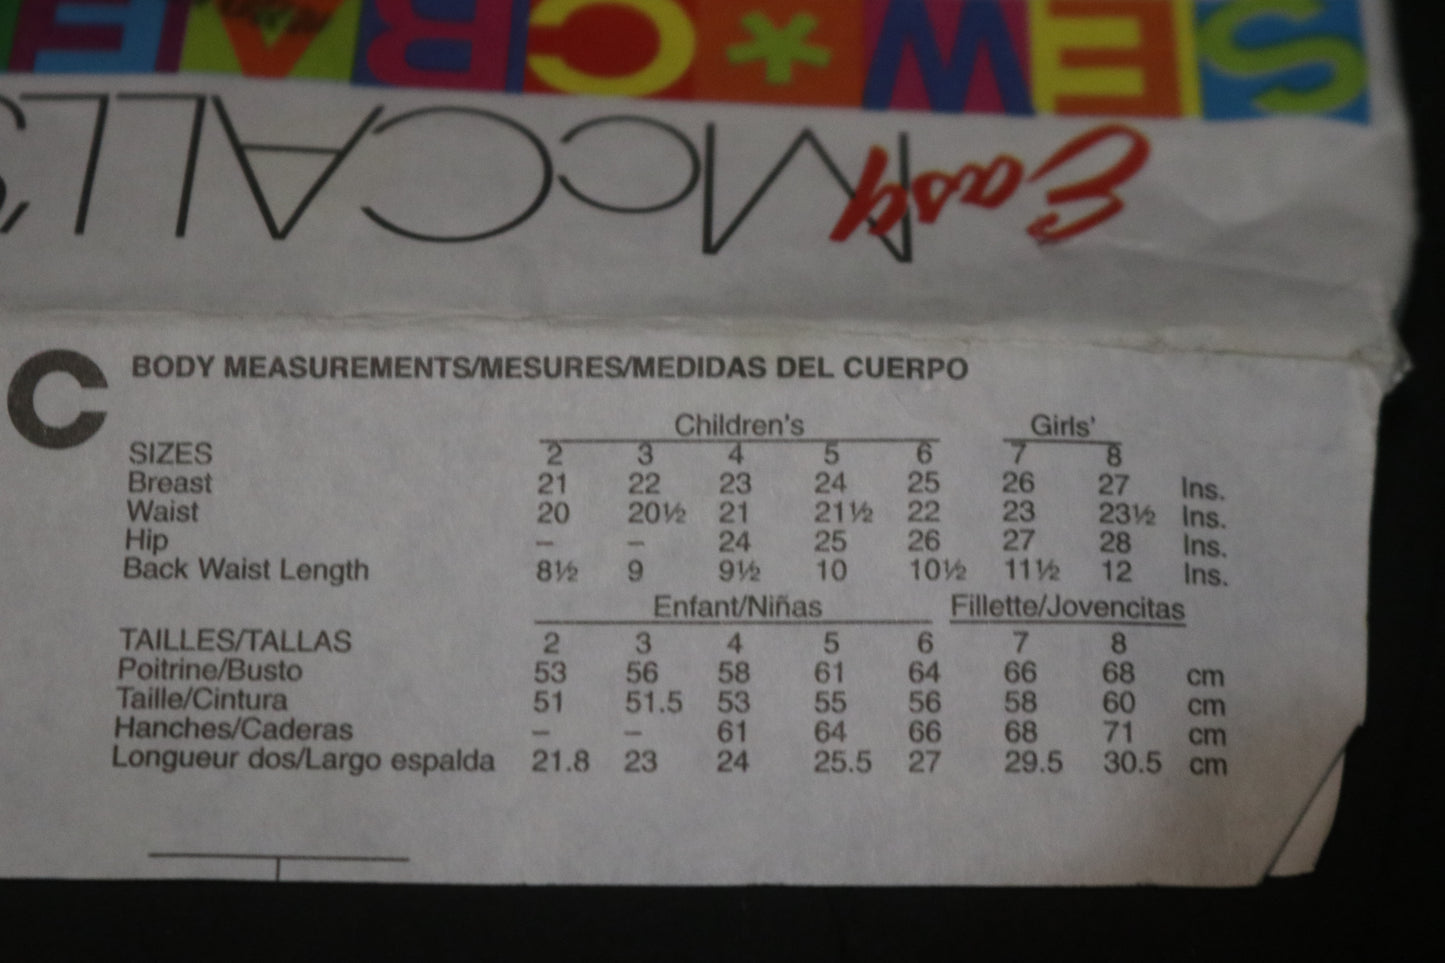 SEW*CBAE
Easy McCALL'S
C
BODY MEASUREMENTS/MESURES/MEDIDAS DEL CUERPO
Children's Girls'
SIZES 2 3 4 5 6 7 8
Breast 21 22 23 24 25 26 27 Ins.
Waist 20 20½ 21 21½ 22 23 23½ Ins.
Hip – – 24 25 26 27 28 Ins.
Back Waist Length 8½ 9 9½ 10 10½ 11½ 12 Ins.
Enfant/Niñas Fillette/Jovencitas
TAILLES/TALLAS 2 3 4 5 6 7 8
Poitrine/Busto 53 56 58 61 64 66 68 cm
Taille/Cintura 51 51.5 53 55 56 58 60 cm
Hanches/Caderas – – 61 64 66 68 71 cm
Longueur dos/Largo espalda 21.8 23 24 25.5 27 29.5 30.5 cm